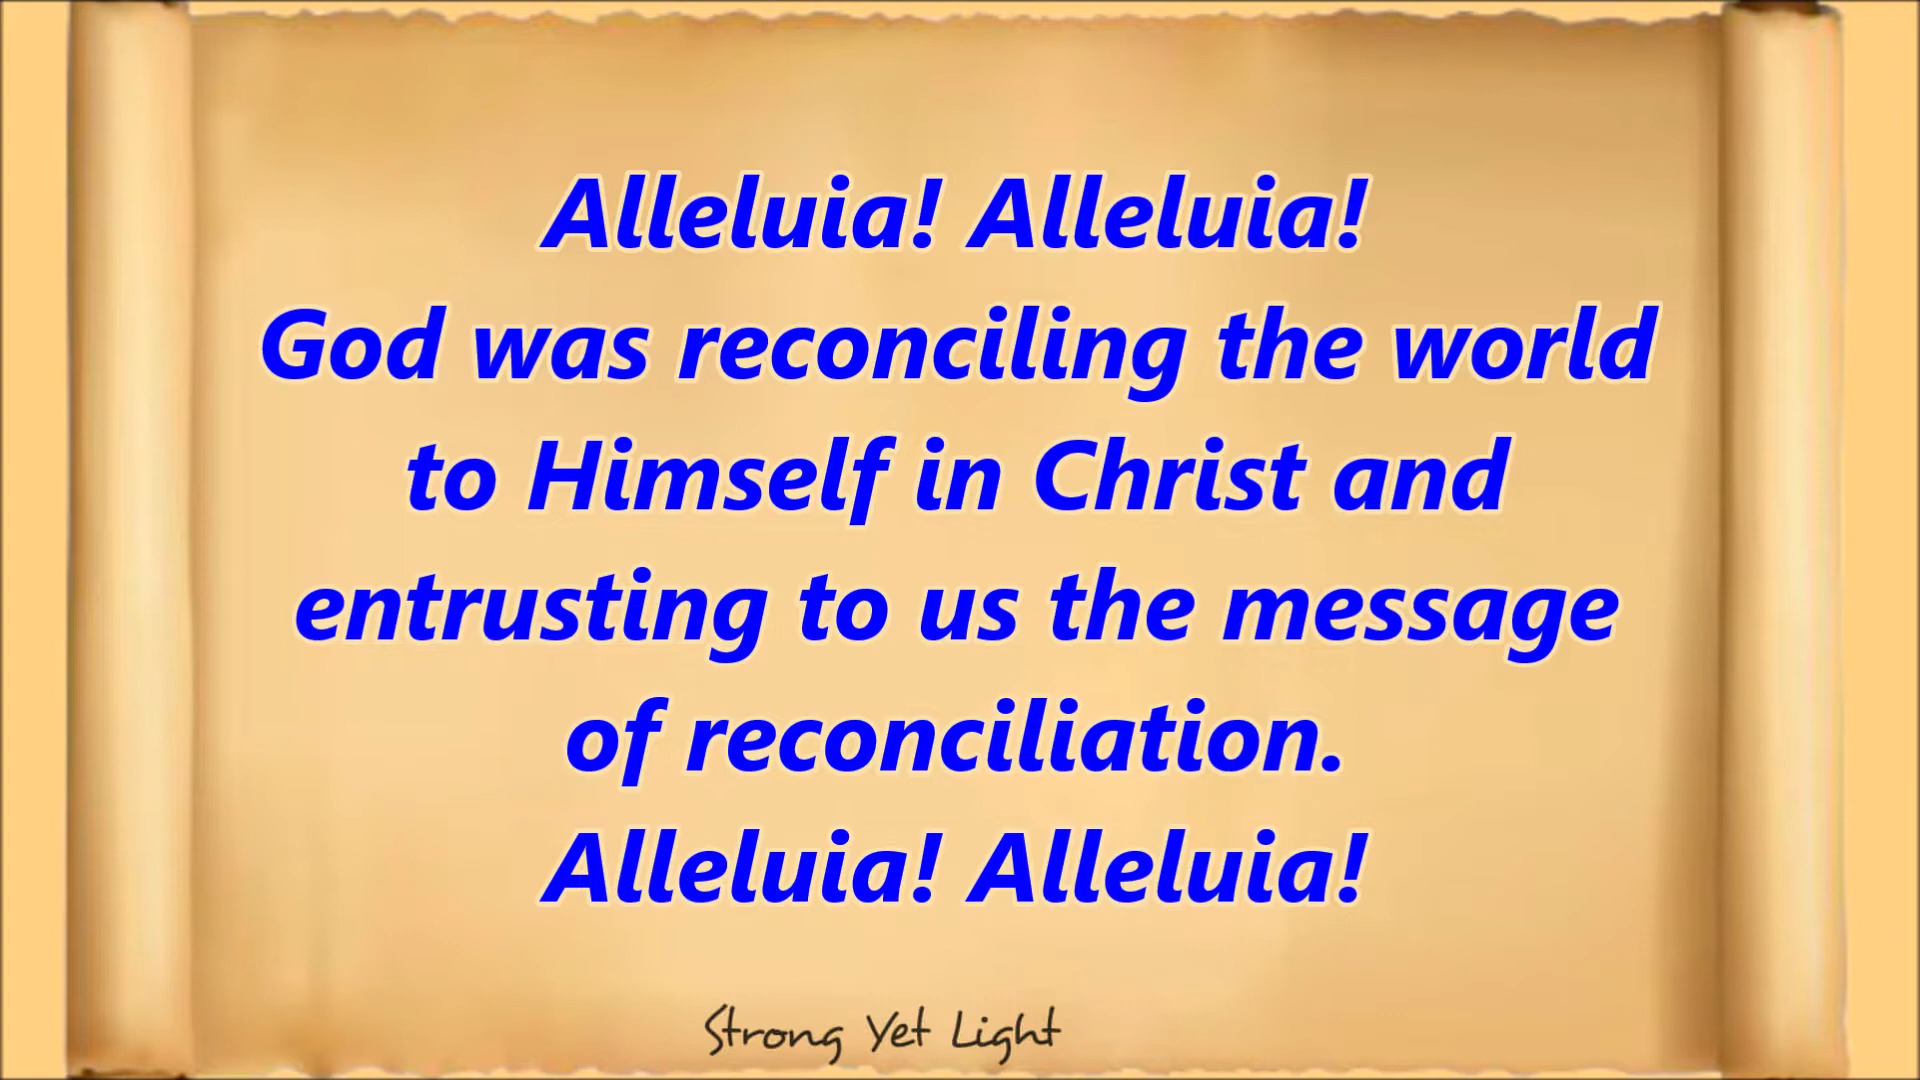 Alleluia! Alleluia!
God was reconciling the world
to Himself in Christ and
entrusting to us the message
of reconciliation.
Alleluia! Alleluia!
Strong Yet Light